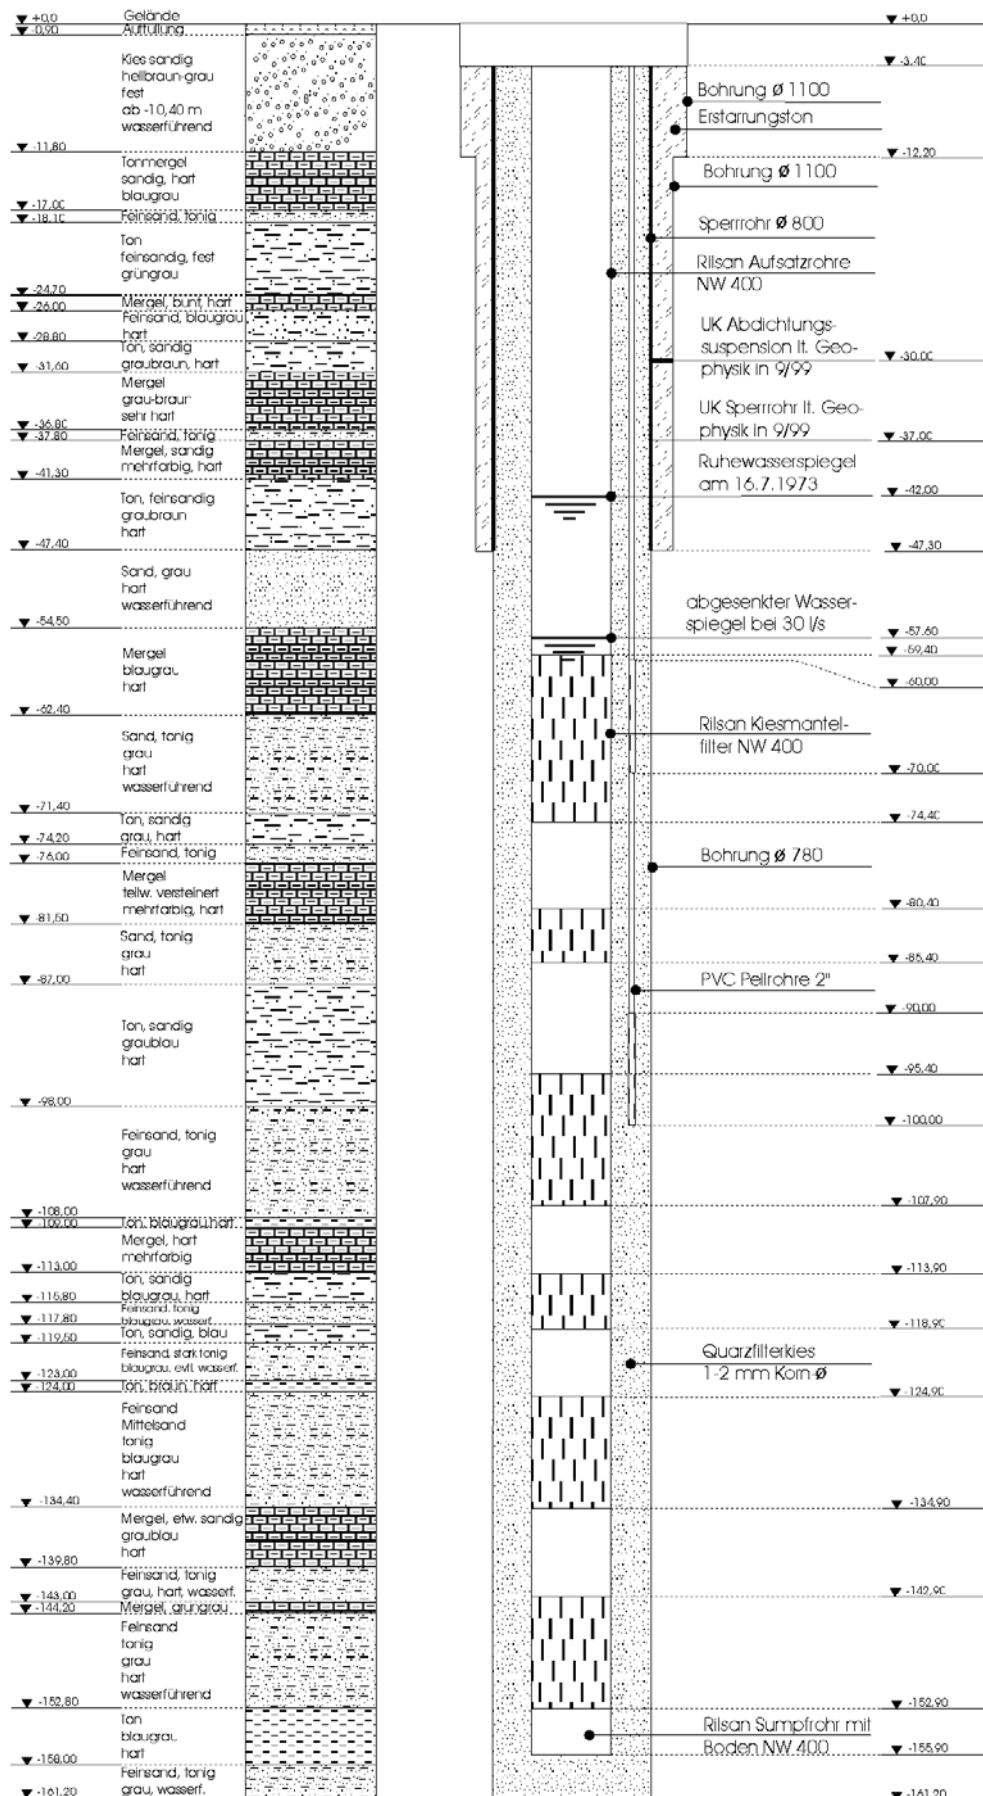 +0,0
Gelände
-0,90
Auffüllung
Kies sandig
hellbraun-grau
fest
ab -10,40 m
wasserführend
-11,80
Tonmergel
sandig, hart
blaugrau
-17,00
-18,10
Feinsand, tonig
Ton
feinsandig, fest
grüngrau
-24,70
-26,00
Mergel, bunt, hart
Feinsand, blaugrau
hart
-28,80
Ton, sandig
graubraun, hart
-31,60
Mergel
grau-braun
sehr hart
-36,80
-37,80
Feinsand, tonig
Mergel, sandig
mehrfarbig, hart
-41,30
Ton, feinsandig
graubraun
hart
-47,40
Sand, grau
hart
wasserführend
-54,50
Mergel
blaugrau
hart
-62,40
Sand, tonig
grau
hart
wasserführend
-71,40
Ton, sandig
grau, hart
-74,20
Feinsand, tonig
-76,00
Mergel
teilw. versteinert
mehrfarbig, hart
-81,50
Sand, tonig
grau
hart
-87,00
Ton, sandig
graublau
hart
-98,00
Feinsand, tonig
grau
hart
wasserführend
-108,00
-109,00
Ton, blaugrau,hart
Mergel, hart
mehrfarbig
-113,00
Ton, sandig
blaugrau, hart
-115,80
Feinsand, tonig
blaugrau, wasserf.
-117,80
Ton, sandig, blau
-119,50
Feinsand, stark tonig
blaugrau, evtl. wasserf.
-123,00
-124,00
Ton, braun, hart
Feinsand
Mittelsand
tonig
blaugrau
hart
wasserführend
-134,40
Mergel, etw. sandig
graublau
hart
-139,80
Feinsand, tonig
grau, hart, wasserf.
-143,00
-144,20
Mergel, grüngrau
Feinsand
tonig
grau
hart
wasserführend
-152,80
Ton
blaugrau
hart
-158,00
Feinsand, tonig
grau, wasserf.
-161,20
+0,0
-3,40
Bohrung Ø 1100
Erstarrungston
-12,20
Bohrung Ø 1100
Sperrrohr Ø 800
Rilsan Aufsatzrohre
NW 400
UK Abdichtungs-
suspension lt. Geo-
physik in 9/99
-30,00
UK Sperrrohr lt. Geo-
physik in 9/99
-37,00
Ruhewasserspiegel
am 16.7.1973
-42,00
-47,30
abgesenkter Wasser-
spiegel bei 30 l/s
-57,60
-59,40
-60,00
Rilsan Kiesmantel-
filter NW 400
-70,00
-74,40
Bohrung Ø 780
-80,40
-85,40
PVC Peilrohre 2"
-90,00
-95,40
-100,00
-107,90
-113,90
-118,90
Quarzfilterkies
1-2 mm Korn-Ø
-124,90
-134,90
-142,90
-152,90
Rilsan Sumpfrohr mit
Boden NW 400
-155,90
-161,20